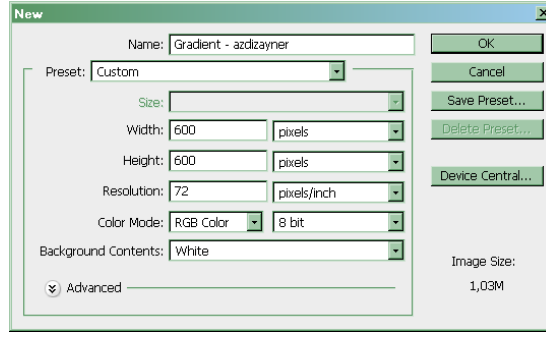 New
Name: Gradient - azdizayner
OK
Preset: Custom
Cancel
Size:
Save Preset...
Width: 600 pixels
Delete Preset...
Height: 600 pixels
Device Central...
Resolution: 72 pixels/inch
Color Mode: RGB Color 8 bit
Background Contents: White
Image Size:
Advanced
1,03M